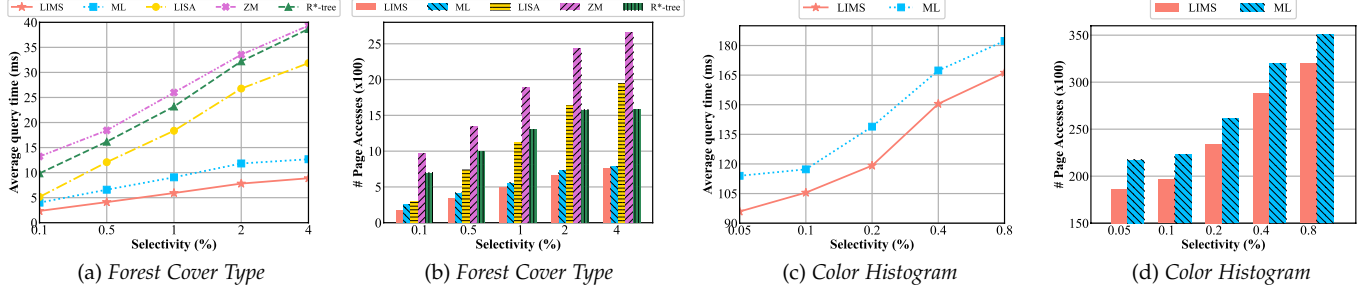 LIMS ML LISA ZM R*-tree
40
35
30
25
20
15
10
5
0
Average query time (ms)
0.1 0.5 1 2 4
Selectivity (%)
(a) Forest Cover Type
LIMS ML LISA ZM R*-tree
25
20
15
10
5
0
# Page Accesses (x100)
0.1 0.5 1 2 4
Selectivity (%)
(b) Forest Cover Type
LIMS ML
180
165
150
135
120
105
90
Average query time (ms)
0.05 0.1 0.2 0.4 0.8
Selectivity (%)
(c) Color Histogram
LIMS ML
350
300
250
200
150
# Page Accesses (x100)
0.05 0.1 0.2 0.4 0.8
Selectivity (%)
(d) Color Histogram